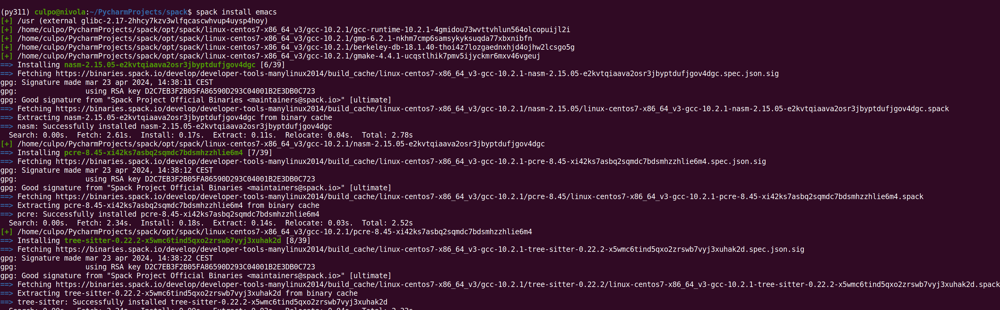 (py311) culpo@nivola:~/PycharmProjects/spack$ spack install emacs
[+] /usr (external glibc-2.17-2hhcy7kzv3wlfqcascwhvup4uysp4hoy)
[+] /home/culpo/PycharmProjects/spack/opt/spack/linux-centos7-x86_64_v3/gcc-10.2.1/gcc-runtime-10.2.1-4gmidou73wvttvhlun564olcopuijl2i
[+] /home/culpo/PycharmProjects/spack/opt/spack/linux-centos7-x86_64_v3/gcc-10.2.1/gmp-6.2.1-nkhm7cmp6samsykyksuqda77xbxnibfn
[+] /home/culpo/PycharmProjects/spack/opt/spack/linux-centos7-x86_64_v3/gcc-10.2.1/berkeley-db-18.1.40-thoi4z7lozgaednxhjd4ojhw2lcsgo5g
[+] /home/culpo/PycharmProjects/spack/opt/spack/linux-centos7-x86_64_v3/gcc-10.2.1/gmake-4.4.1-ucqstlhik7pmv5ijyckmr6mxv46vgeuj
==> Installing nasm-2.15.05-e2kvtqiaava2osr3jbyptdufjgov4dgc [6/39]
==> Fetching https://binaries.spack.io/develop/developer-tools-manylinux2014/build_cache/linux-centos7-x86_64_v3-gcc-10.2.1-nasm-2.15.05-e2kvtqiaava2osr3jbyptdufjgov4dgc.spec.json.sig
gpg: Signature made mar 23 apr 2024, 14:38:11 CEST
gpg:                using RSA key D2C7EB3F2B05FA86590D293C04001B2E3DB0C723
gpg: Good signature from "Spack Project Official Binaries <maintainers@spack.io>" [ultimate]
==> Fetching https://binaries.spack.io/develop/developer-tools-manylinux2014/build_cache/linux-centos7-x86_64_v3/gcc-10.2.1/nasm-2.15.05/linux-centos7-x86_64_v3-gcc-10.2.1-nasm-2.15.05-e2kvtqiaava2osr3jbyptdufjgov4dgc.spack
==> Extracting nasm-2.15.05-e2kvtqiaava2osr3jbyptdufjgov4dgc from binary cache
==> nasm: Successfully installed nasm-2.15.05-e2kvtqiaava2osr3jbyptdufjgov4dgc
  Search: 0.00s.  Fetch: 2.61s.  Install: 0.17s.  Extract: 0.11s.  Relocate: 0.04s.  Total: 2.78s
[+] /home/culpo/PycharmProjects/spack/opt/spack/linux-centos7-x86_64_v3/gcc-10.2.1/nasm-2.15.05-e2kvtqiaava2osr3jbyptdufjgov4dgc
==> Installing pcre-8.45-xi42ks7asbq2sqmdc7bdsmhzzhlie6m4 [7/39]
==> Fetching https://binaries.spack.io/develop/developer-tools-manylinux2014/build_cache/linux-centos7-x86_64_v3-gcc-10.2.1-pcre-8.45-xi42ks7asbq2sqmdc7bdsmhzzhlie6m4.spec.json.sig
gpg: Signature made mar 23 apr 2024, 14:38:12 CEST
gpg:                using RSA key D2C7EB3F2B05FA86590D293C04001B2E3DB0C723
gpg: Good signature from "Spack Project Official Binaries <maintainers@spack.io>" [ultimate]
==> Fetching https://binaries.spack.io/develop/developer-tools-manylinux2014/build_cache/linux-centos7-x86_64_v3/gcc-10.2.1/pcre-8.45/linux-centos7-x86_64_v3-gcc-10.2.1-pcre-8.45-xi42ks7asbq2sqmdc7bdsmhzzhlie6m4.spack
==> Extracting pcre-8.45-xi42ks7asbq2sqmdc7bdsmhzzhlie6m4 from binary cache
==> pcre: Successfully installed pcre-8.45-xi42ks7asbq2sqmdc7bdsmhzzhlie6m4
  Search: 0.00s.  Fetch: 2.34s.  Install: 0.18s.  Extract: 0.14s.  Relocate: 0.03s.  Total: 2.52s
[+] /home/culpo/PycharmProjects/spack/opt/spack/linux-centos7-x86_64_v3/gcc-10.2.1/pcre-8.45-xi42ks7asbq2sqmdc7bdsmhzzhlie6m4
==> Installing tree-sitter-0.22.2-x5wmc6tind5qxo2zrswb7vyj3xuhak2d [8/39]
==> Fetching https://binaries.spack.io/develop/developer-tools-manylinux2014/build_cache/linux-centos7-x86_64_v3-gcc-10.2.1-tree-sitter-0.22.2-x5wmc6tind5qxo2zrswb7vyj3xuhak2d.spec.json.sig
gpg: Signature made mar 23 apr 2024, 14:38:22 CEST
gpg:                using RSA key D2C7EB3F2B05FA86590D293C04001B2E3DB0C723
gpg: Good signature from "Spack Project Official Binaries <maintainers@spack.io>" [ultimate]
==> Fetching https://binaries.spack.io/develop/developer-tools-manylinux2014/build_cache/linux-centos7-x86_64_v3/gcc-10.2.1/tree-sitter-0.22.2/linux-centos7-x86_64_v3-gcc-10.2.1-tree-sitter-0.22.2-x5wmc6tind5qxo2zrswb7vyj3xuhak2d.spack
==> Extracting tree-sitter-0.22.2-x5wmc6tind5qxo2zrswb7vyj3xuhak2d from binary cache
==> tree-sitter: Successfully installed tree-sitter-0.22.2-x5wmc6tind5qxo2zrswb7vyj3xuhak2d